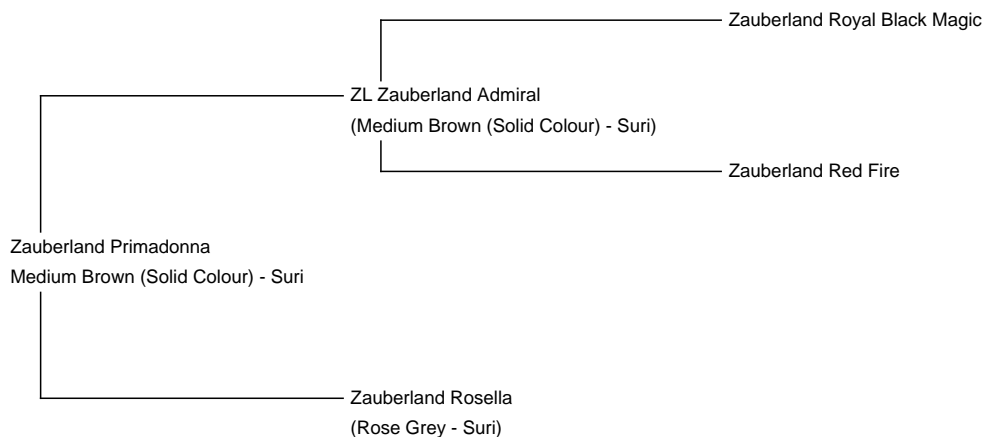 Zauberland Royal Black Magic
ZL Zauberland Admiral
(Medium Brown (Solid Colour) - Suri)
Zauberland Red Fire
Zauberland Primadonna
Medium Brown (Solid Colour) - Suri
Zauberland Rosella
(Rose Grey - Suri)